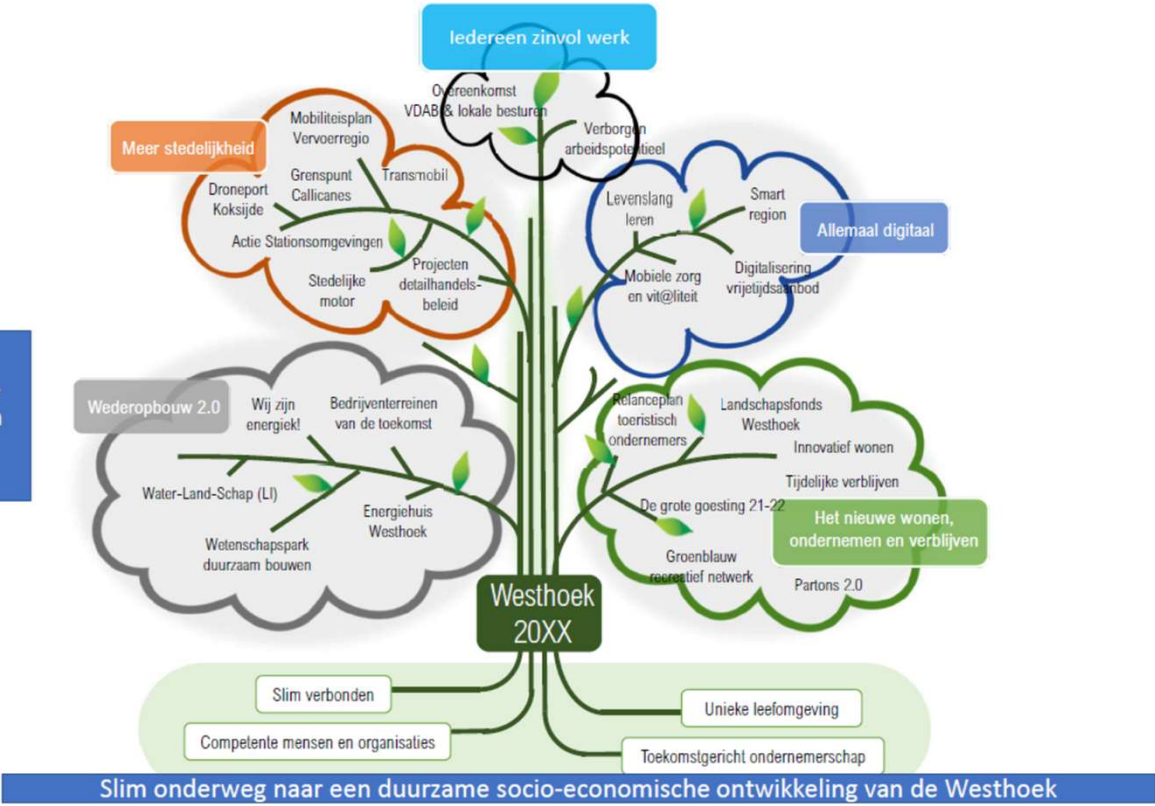 Iedereen zinvol werk
Overeenkomst
VDAB & lokale besturen
Verborgen
arbeidspotentieel
Meer stedelijkheid
Mobiliteisplan
Vervoerregio
Transmobil
Grenspunt
Callicanes
Droneport
Koksijde
Actie Stationsomgevingen
Stedelijke
motor
Projecten
detailhandels-
beleid
Levenslang
leren
Smart
region
Allemaal digitaal
Mobiele zorg
en vit@liteit
Digitalisering
vrijetijdsaanbod
Wederopbouw 2.0
Wij zijn
energiek!
Bedrijventerreinen
van de toekomst
Water-Land-Schap (LI)
Energiehuis
Westhoek
Wetenschapspark
duurzaam bouwen
Relanceplan
toeristisch
ondernemers
Landschapsfonds
Westhoek
Innovatief wonen
Tijdelijke verblijven
De grote goesting 21-22
Het nieuwe wonen,
ondernemen en verblijven
Groenblauw
recreatief netwerk
Partons 2.0
Westhoek
20XX
Slim verbonden
Unieke leefomgeving
Competente mensen en organisaties
Toekomstgericht ondernemerschap
Slim onderweg naar een duurzame socio-economische ontwikkeling van de Westhoek